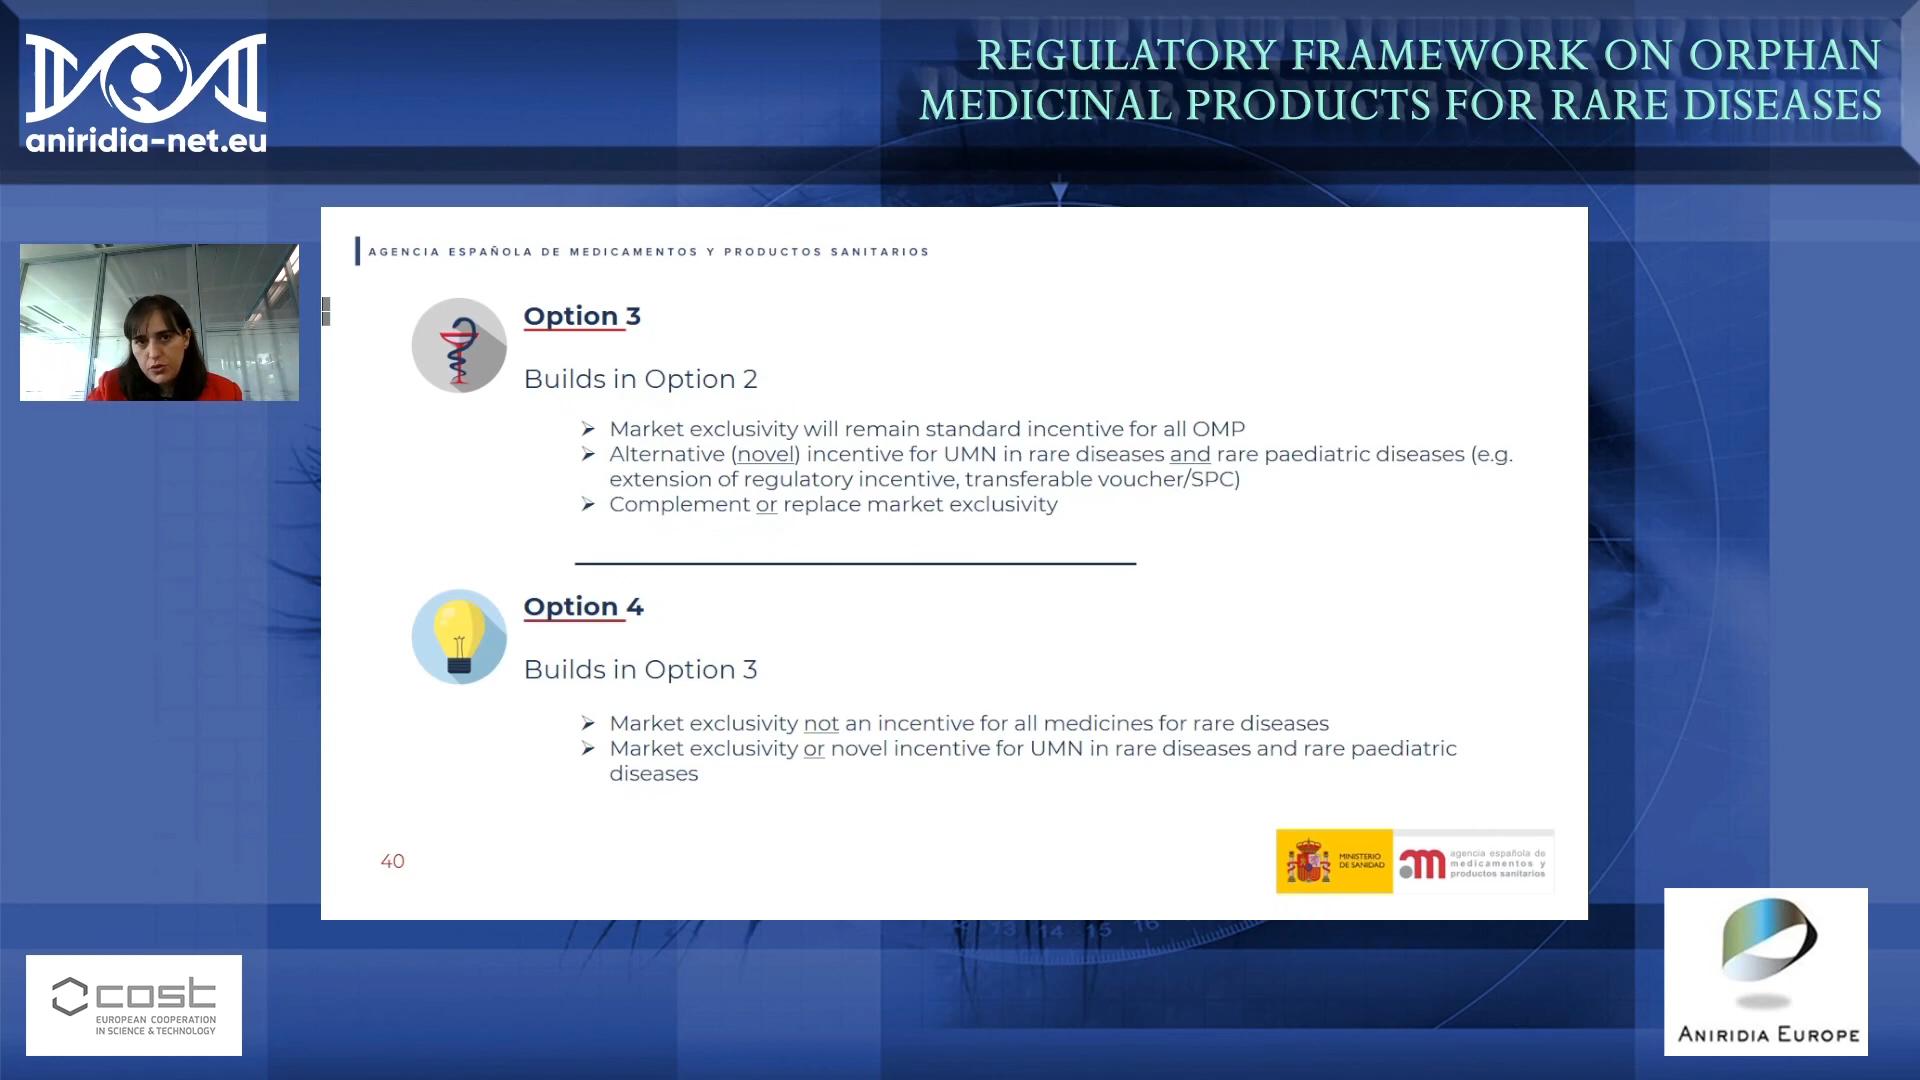 aniridia-net.eu
REGULATORY FRAMEWORK ON ORPHAN
MEDICINAL PRODUCTS FOR RARE DISEASES
AGENCIA ESPAÑOLA DE MEDICAMENTOS Y PRODUCTOS SANITARIOS
Option 3
Builds in Option 2
Market exclusivity will remain standard incentive for all OMP
Alternative (novel) incentive for UMN in rare diseases and rare paediatric diseases (e.g.
extension of regulatory incentive, transferable voucher/SPC)
Complement or replace market exclusivity
Option 4
Builds in Option 3
Market exclusivity not an incentive for all medicines for rare diseases
Market exclusivity or novel incentive for UMN in rare diseases and rare paediatric
diseases
40
MINISTERIO
DE SANIDAD
am
agencia española de
medicamentos y
productos sanitarios
13 14 15 16
cost
EUROPEAN COOPERATION
IN SCIENCE & TECHNOLOGY
ANIRIDIA EUROPE